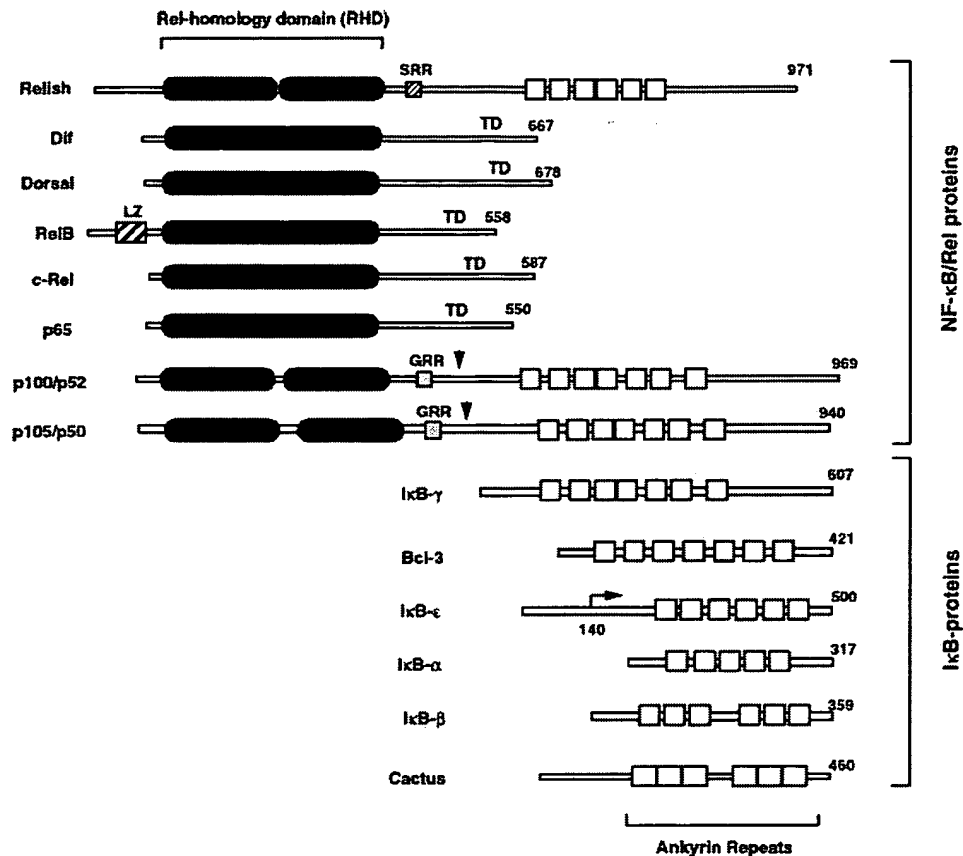 Rel-homology domain (RHD)
Relish SRR 971
Dif TD 667
Dorsal TD 678
LZ
RelB TD 558
c-Rel TD 587
p65 TD 550
p100/p52 GRR 969
p105/p50 GRR 940
NF-κB/Rel proteins
IκB-γ 607
Bcl-3 421
IκB-ε 140 500
IκB-α 317
IκB-β 359
Cactus 460
IκB-proteins
Ankyrin Repeats